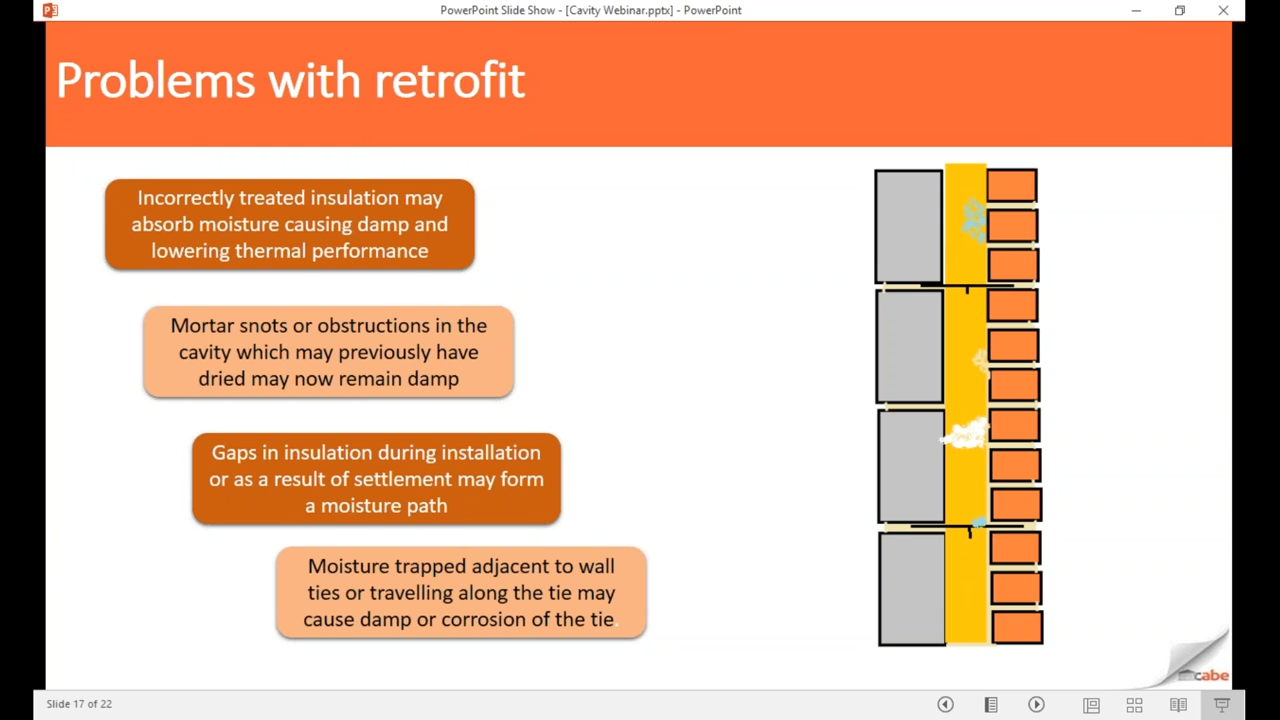 PowerPoint Slide Show - [Cavity Webinar.pptx] - PowerPoint
Problems with retrofit
Incorrectly treated insulation may
absorb moisture causing damp and
lowering thermal performance
Mortar snots or obstructions in the
cavity which may previously have
dried may now remain damp
Gaps in insulation during installation
or as a result of settlement may form
a moisture path
Moisture trapped adjacent to wall
ties or travelling along the tie may
cause damp or corrosion of the tie.
cabe
Slide 17 of 22